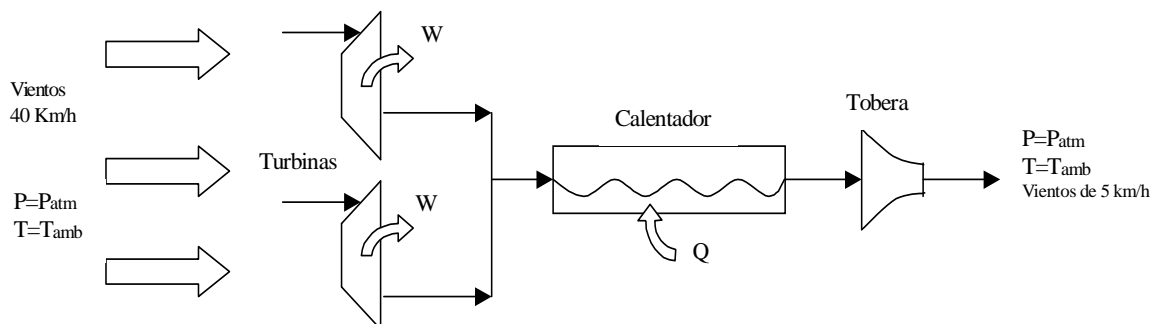 Vientos
40 Km/h
P=Patm
T=Tamb
Turbinas
W
W
Calentador
Q
Tobera
P=Patm
T=Tamb
Vientos de 5 km/h